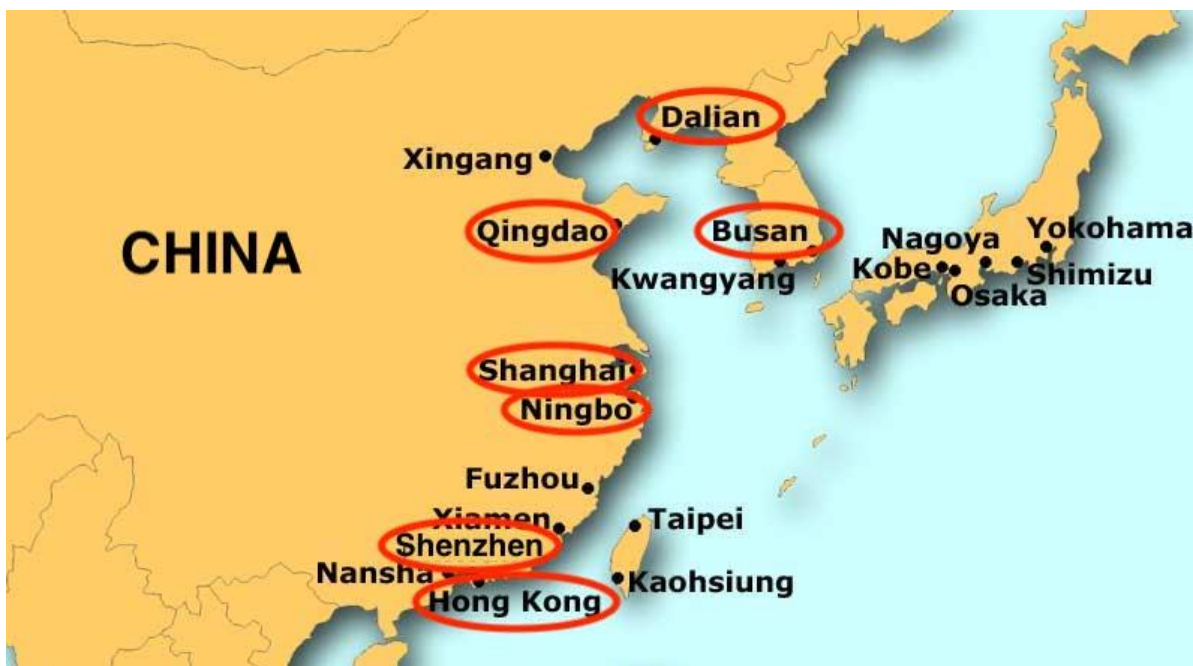 Dalian
Xingang
Qingdao
Busan
CHINA
Yokohama
Nagoya
Kwangyang
Kobe
Shimizu
Osaka
Shanghai
Ningbo
Fuzhou
Xiamen
Taipei
Shenzhen
Nansha
Kaohsiung
Hong Kong